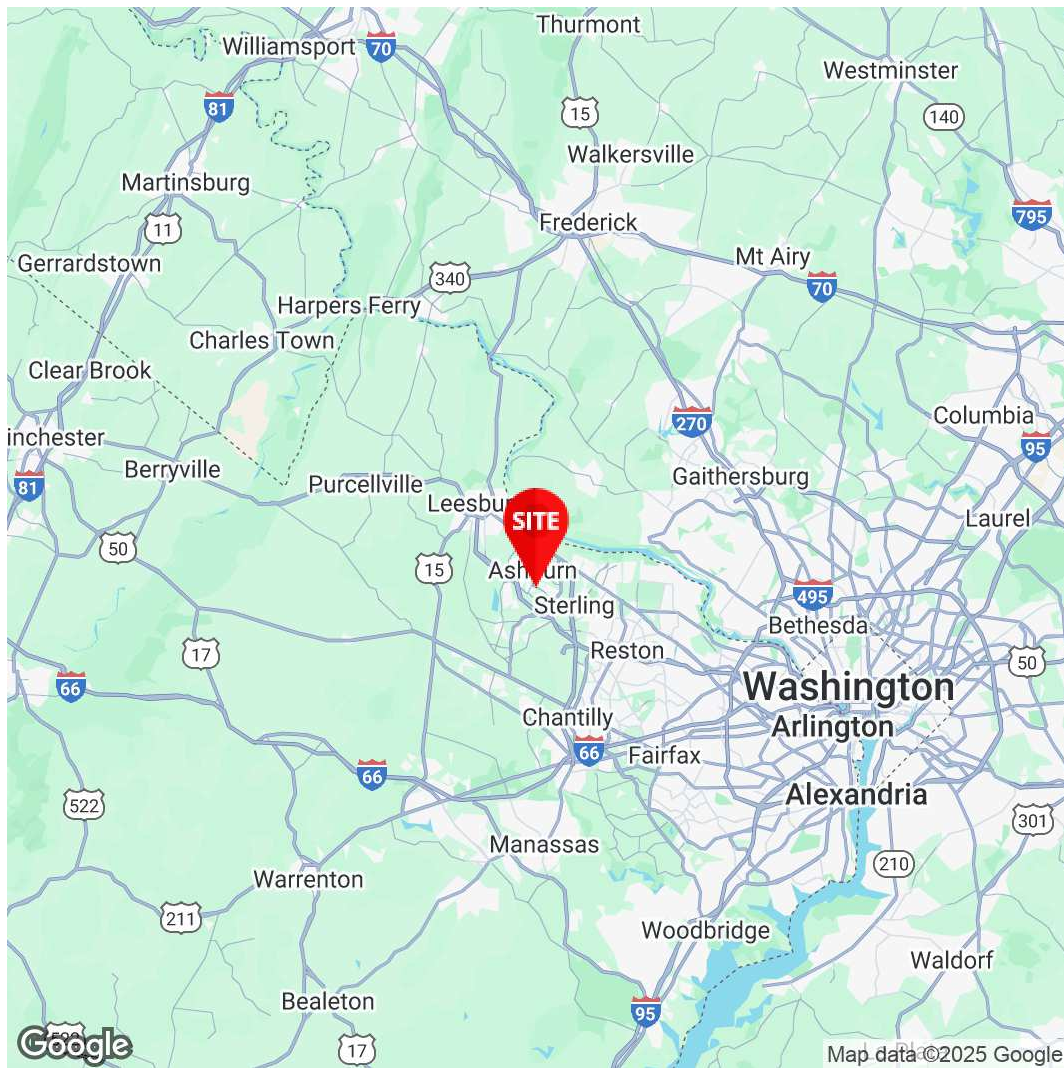 Thurmont
Williamsport
70
Westminster
81
15
140
Walkersville
Martinsburg
795
11
Frederick
Gerrardstown
Mt Airy
340
70
Harpers Ferry
Charles Town
Clear Brook
270
Columbia
95
inchester
Berryville
Purcellville
Gaithersburg
81
Leesbur
SITE
Laurel
50
15
Ashburn
495
Sterling
Bethesda
17
Reston
50
66
Washington
Chantilly
Arlington
66
Fairfax
66
522
Alexandria
301
Manassas
210
Warrenton
211
Woodbridge
Waldorf
Bealeton
95
17
Google
Map data ©2025 Google